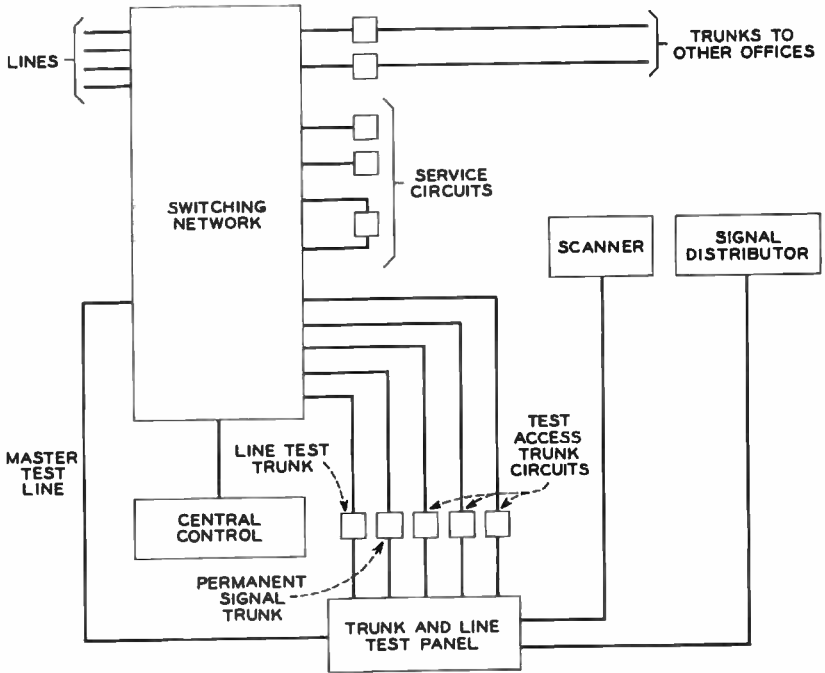 LINES
TRUNKS TO
OTHER OFFICES
SERVICE
CIRCUITS
SWITCHING
NETWORK
SCANNER
SIGNAL
DISTRIBUTOR
MASTER
TEST
LINE
LINE TEST
TRUNK
TEST
ACCESS
TRUNK
CIRCUITS
CENTRAL
CONTROL
PERMANENT
SIGNAL
TRUNK
TRUNK AND LINE
TEST PANEL